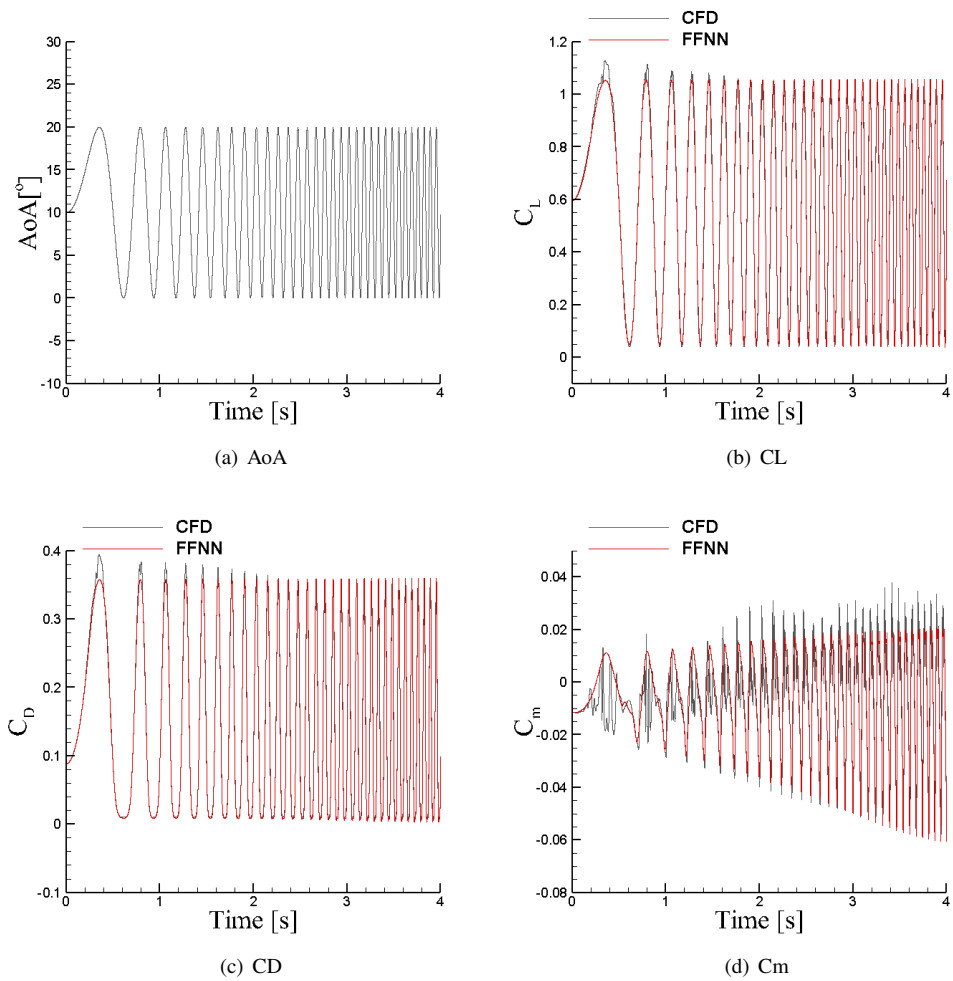 CFD
FFNN
30
25
20
15
10
5
0
-5
-10
AoA[°]
0 1 2 3 4
Time [s]
1.2
1
0.8
0.6
0.4
0.2
0
C_L
0 1 2 3 4
Time [s]
(a) AoA
(b) CL
CFD
FFNN
0.4
0.3
0.2
0.1
0
-0.1
C_D
0 1 2 3 4
Time [s]
CFD
FFNN
0.04
0.02
0
-0.02
-0.04
-0.06
-0.08
C_m
0 1 2 3 4
Time [s]
(c) CD
(d) Cm